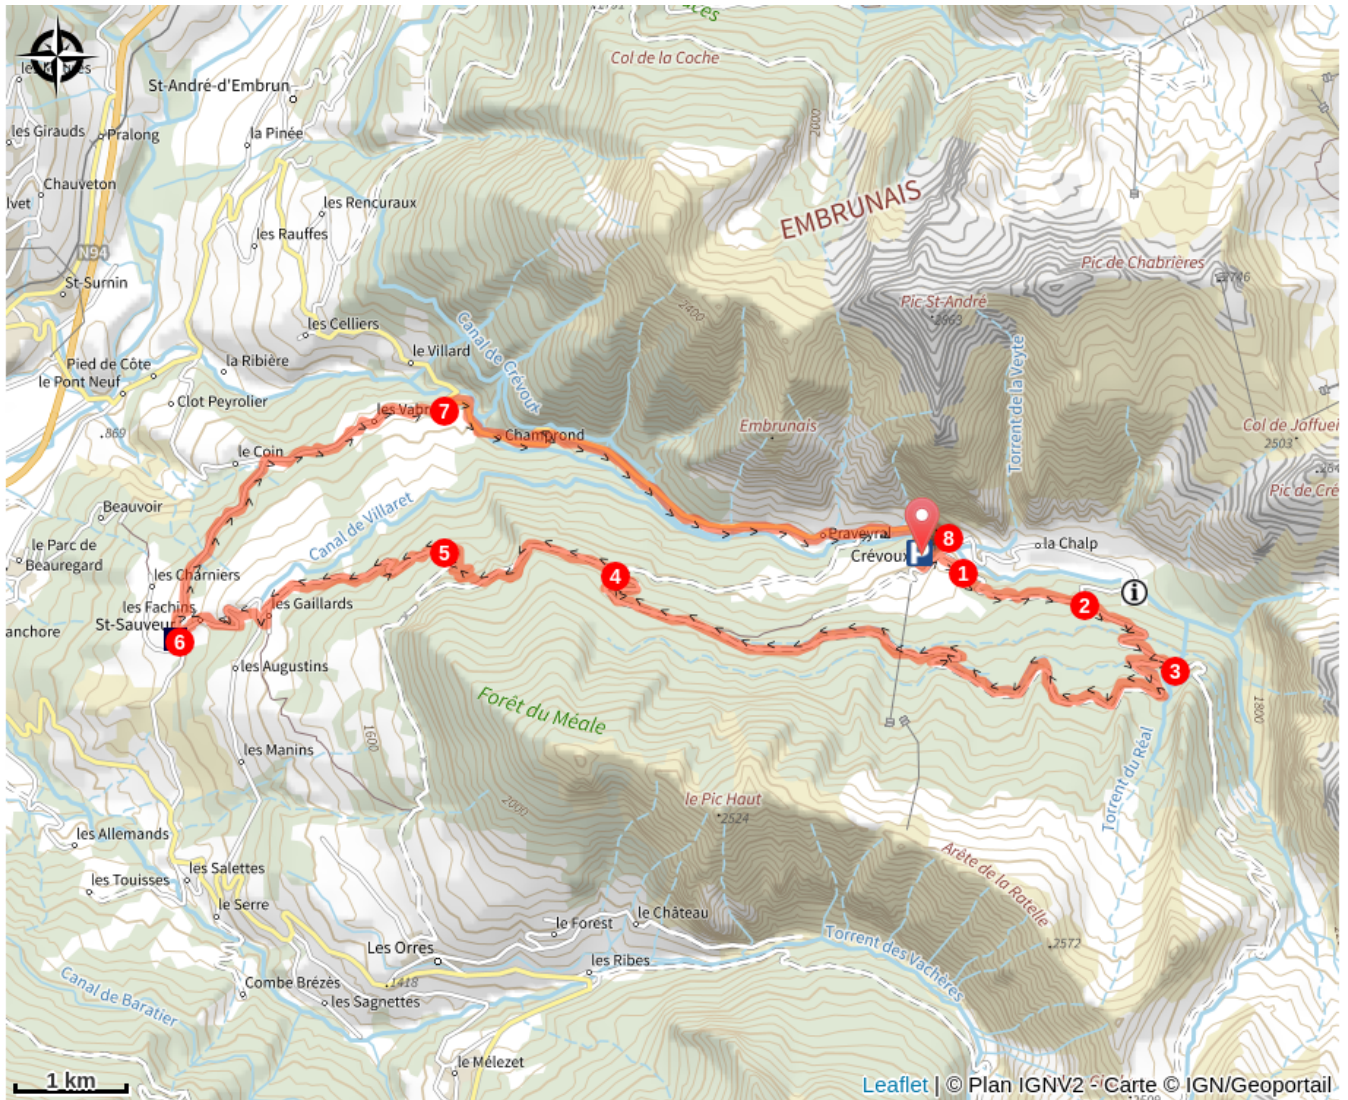 Col de la Coche
St-André-d'Embrun
les Girauds
Pralong
la Pinée
2000
Chauveton
les Rencuraux
EMBRUNAIS
les Rauffes
N94
Pic de Chabrières
2746
St-Surnin
Pic St-André
2863
2400
Canal de Crévoux
les Celliers
Torrent de la Veyte
le Villard
Pied de Côte
la Ribière
le Pont Neuf
Clot Peyrolier
7
869
Champrond
Embrunais
Col de Jaffuei
2503
le Coin
Pic de Cré
Beauvoir
Canal de Villaret
Praveyral
8
le Parc de
Beauregard
Crévoux
P
la Chalp
5
les Charniers
4
1
i
les Fachins
les Gaillards
2
St-Sauveur
anchore
6
les Augustins
3
Forêt du Méale
1600
1800
les Manins
Torrent du Réal
2000
le Pic Haut
2524
les Allemands
Arête de la Ratelle
les Salettes
les Touisses
le Serre
le Forest
le Château
Les Orres
Torrent des Vachères
2572
les Ribes
Canal de Baratier
Combe Brézès
1418
les Sagnettes
le Mélezet
1 km
Leaflet | © Plan IGNV2 - Carte © IGN/Geoportail